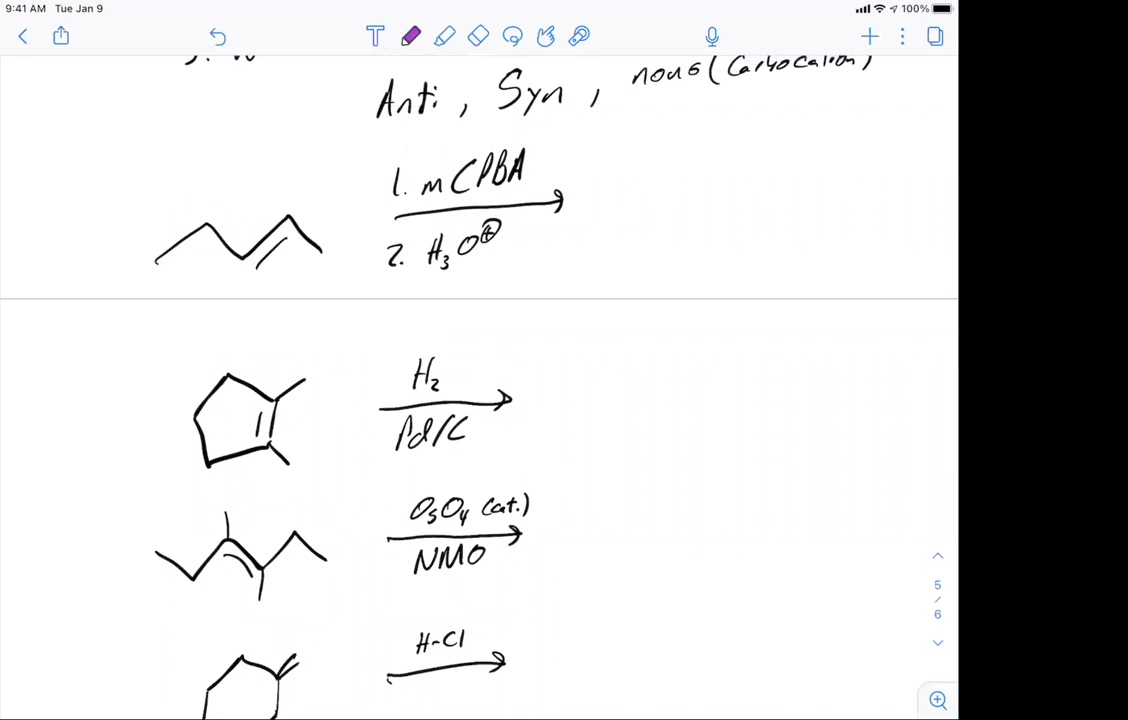 9:41 AM Tue Jan 9
100%
Anti, Syn, none (Carbocation)
1. mCPBA
2. H₃O⊕
H₂
Pd/C
OsO₄ (cat.)
NMO
H-Cl
5
/
6